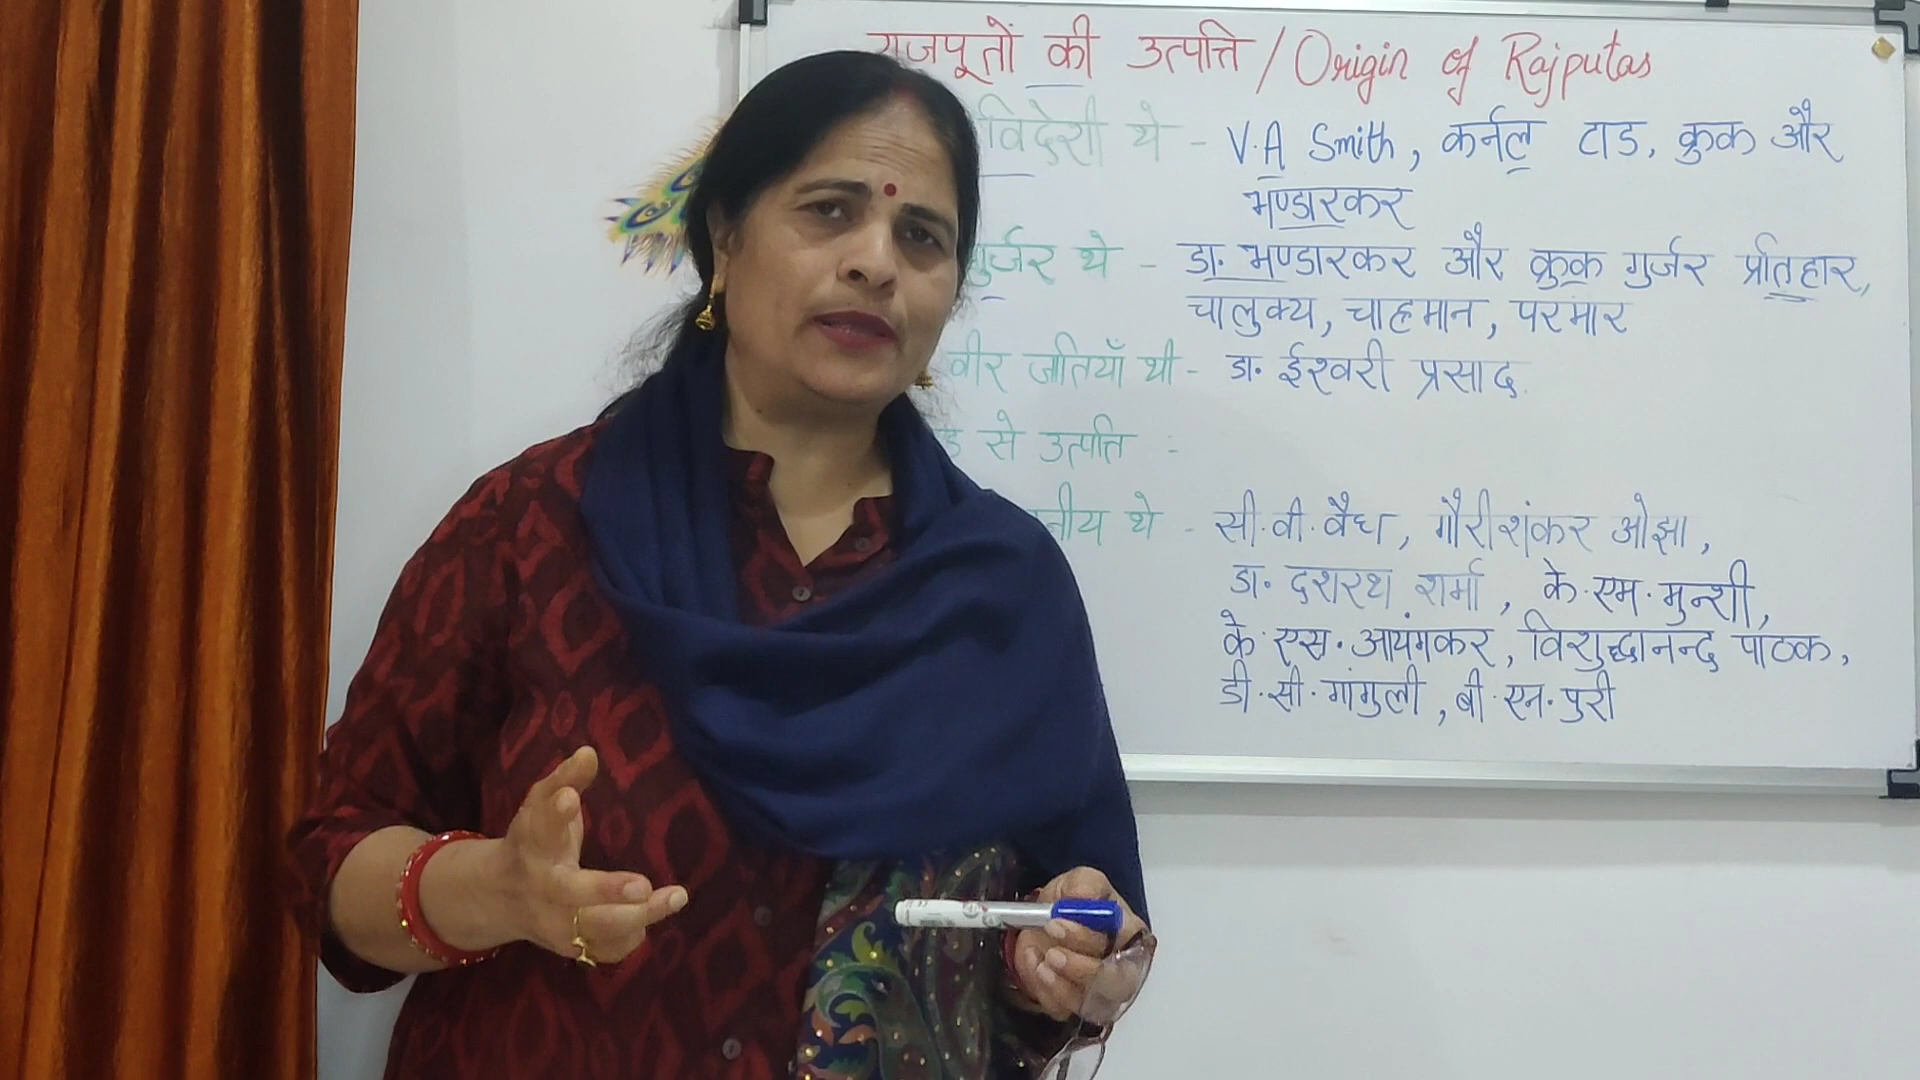 राजपूतों की उत्पत्ति / Origin of Rajputas
विदेशी थे - V.A Smith, कर्नल टाड, क्रुक और
भण्डारकर
गुर्जर थे - डा. भण्डारकर और क्रुक गुर्जर प्रतिहार,
चालुक्य, चाहमान, परमार
वीर जातियाँ थी - डा. ईश्वरी प्रसाद
से उत्पत्ति -
थे - सी.वी.वैध, गौरीशंकर ओझा,
डा. दशरथ शर्मा, के.एम.मुन्शी,
के.एस.आयंगकर, विशुद्धानन्द पाठक,
डी.सी.गांगुली, बी.एन.पुरी